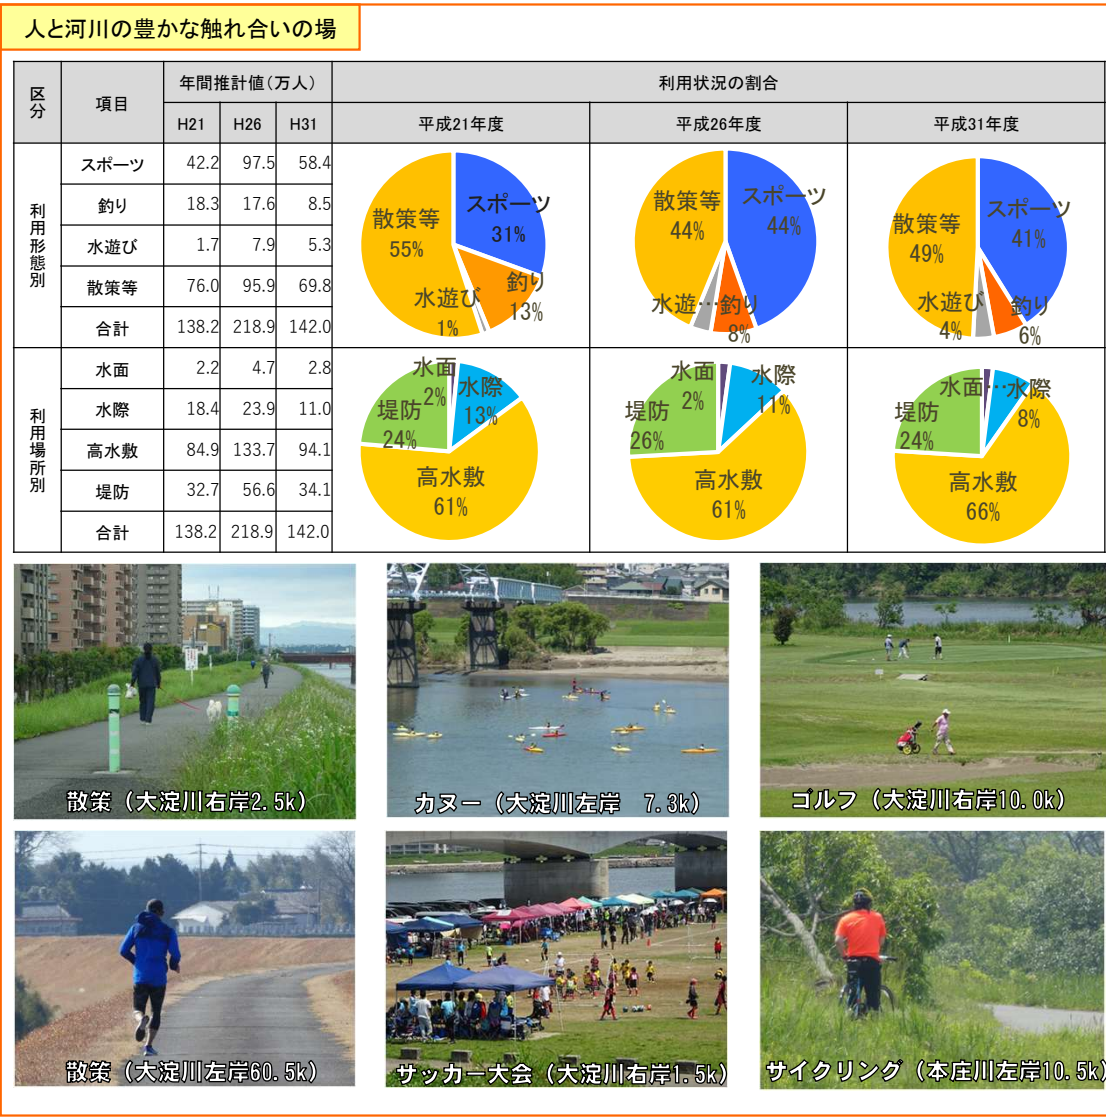 人と河川の豊かな触れ合いの場
区分 項目 年間推計値(万人) 利用状況の割合
H21 H26 H31 平成21年度 平成26年度 平成31年度
利用形態別
スポーツ 42.2 97.5 58.4
釣り 18.3 17.6 8.5
水遊び 1.7 7.9 5.3
散策等 76.0 95.9 69.8
合計 138.2 218.9 142.0
スポーツ
31%
釣り
13%
水遊び
1%
散策等
55%
スポーツ
44%
釣り
8%
水遊…
散策等
44%
スポーツ
41%
釣り
6%
水遊び
4%
散策等
49%
利用場所別
水面 2.2 4.7 2.8
水際 18.4 23.9 11.0
高水敷 84.9 133.7 94.1
堤防 32.7 56.6 34.1
合計 138.2 218.9 142.0
水面
2%
水際
13%
高水敷
61%
堤防
24%
水面
2%
水際
11%
高水敷
61%
堤防
26%
水面…
水際
8%
高水敷
66%
堤防
24%
散策(大淀川右岸2.5k)
カヌー(大淀川左岸 7.3k)
ゴルフ(大淀川右岸10.0k)
散策(大淀川左岸60.5k)
サッカー大会(大淀川右岸1.5k)
サイクリング(本庄川左岸10.5k)